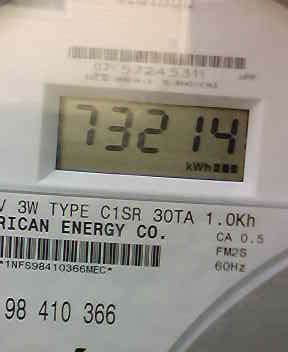 57245311
73214
kWh
V 3W TYPE C1SR 30TA 1.0Kh
RICAN ENERGY CO.
CA 0.5
FM2S
*1NFS98410366MEC*
60Hz
98 410 366